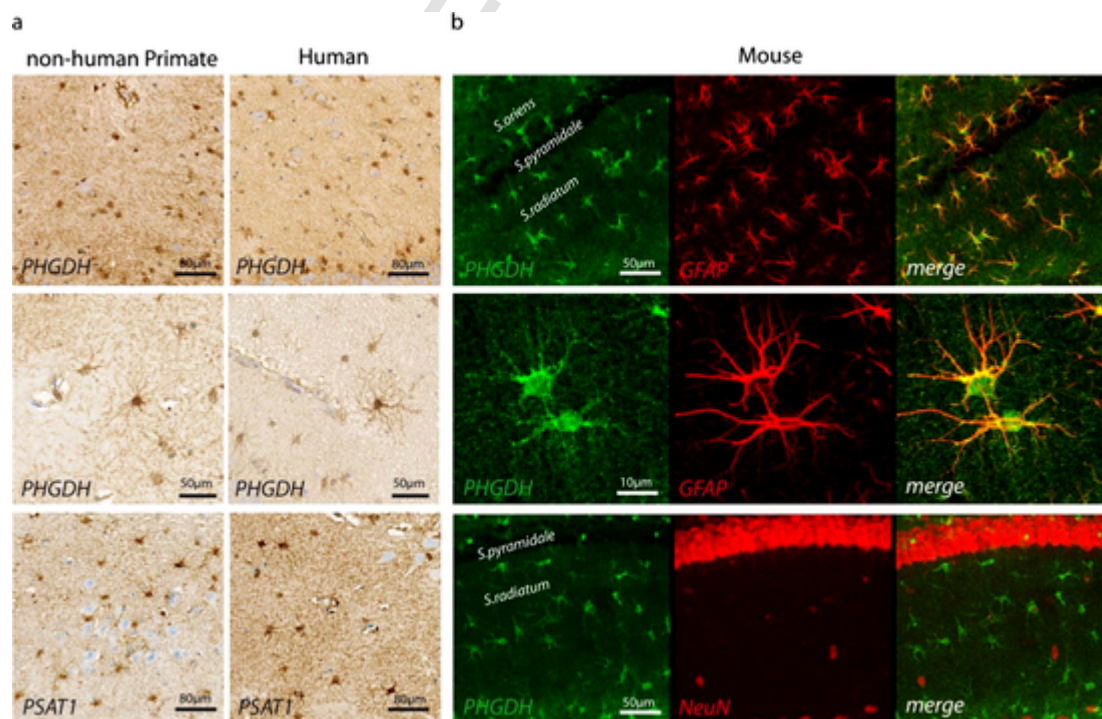 a
b
non-human Primate
Human
Mouse
PHGDH
80µm
PHGDH
80µm
S.oriens
S.pyramidale
S.radiatum
PHGDH
50µm
GFAP
merge
PHGDH
50µm
PHGDH
50µm
PHGDH
10µm
GFAP
merge
PSAT1
80µm
PSAT1
80µm
S.pyramidale
S.radiatum
PHGDH
50µm
NeuN
merge